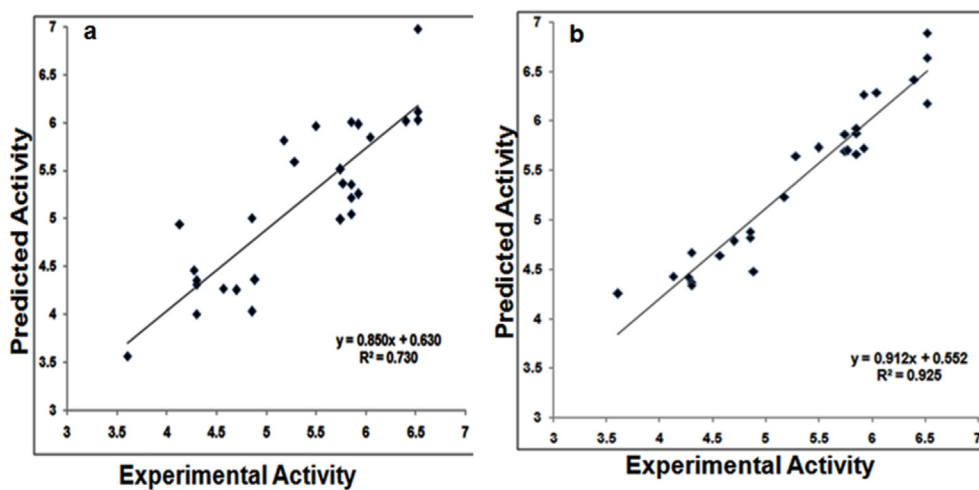 a
7
6.5
6
5.5
5
4.5
4
3.5
3
Predicted Activity
y = 0.850x + 0.630
R² = 0.730
3 3.5 4 4.5 5 5.5 6 6.5 7
Experimental Activity
b
7
6.5
6
5.5
5
4.5
4
3.5
3
Predicted Activity
y = 0.912x + 0.552
R² = 0.925
3 3.5 4 4.5 5 5.5 6 6.5 7
Experimental Activity